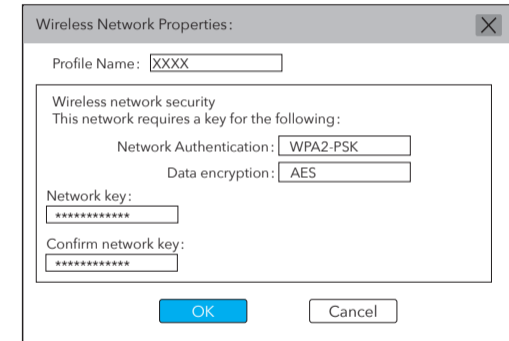 Wireless Network Properties:
Profile Name: XXXX
Wireless network security
This network requires a key for the following:
Network Authentication: WPA2-PSK
Data encryption: AES
Network key:
************
Confirm network key:
************
OK Cancel